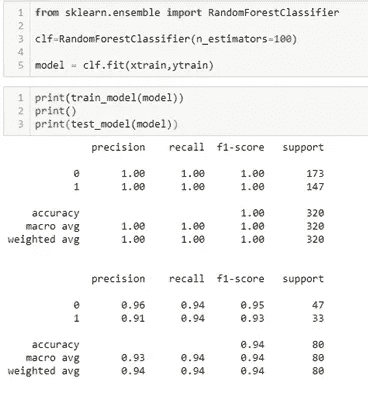 1 from sklearn.ensemble import RandomForestClassifier
2
3 clf=RandomForestClassifier(n_estimators=100)
4
5 model = clf.fit(xtrain,ytrain)
1 print(train_model(model))
2 print()
3 print(test_model(model))
precision recall f1-score support
0 1.00 1.00 1.00 173
1 1.00 1.00 1.00 147
accuracy 1.00 320
macro avg 1.00 1.00 1.00 320
weighted avg 1.00 1.00 1.00 320
precision recall f1-score support
0 0.96 0.94 0.95 47
1 0.91 0.94 0.93 33
accuracy 0.94 80
macro avg 0.93 0.94 0.94 80
weighted avg 0.94 0.94 0.94 80